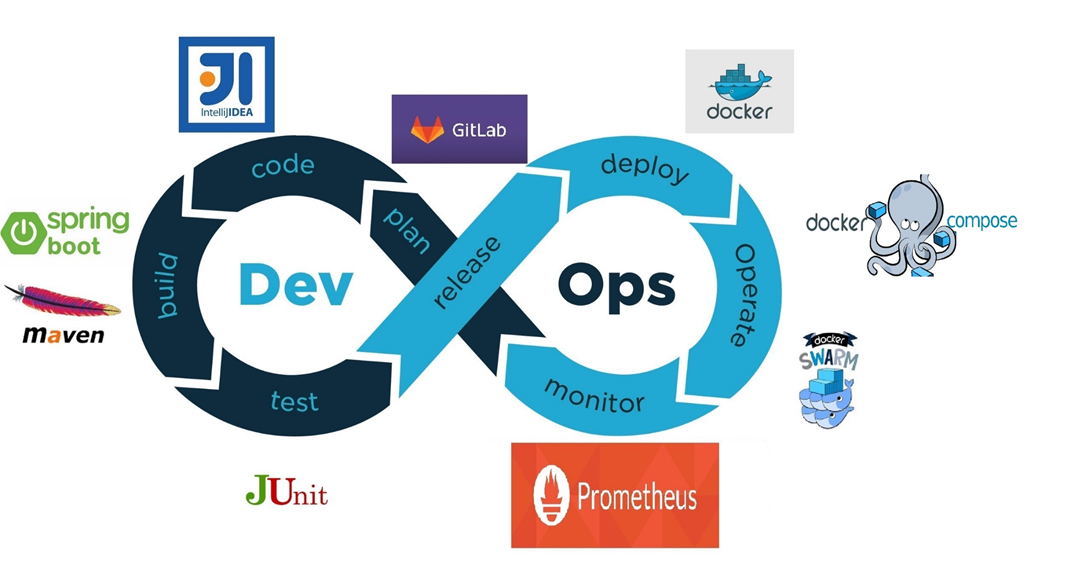 IntelliJIDEA
GitLab
docker
code
deploy
plan
spring
boot
docker
compose
release
build
Dev
Ops
Operate
maven
docker
SWARM
test
monitor
JUnit
Prometheus